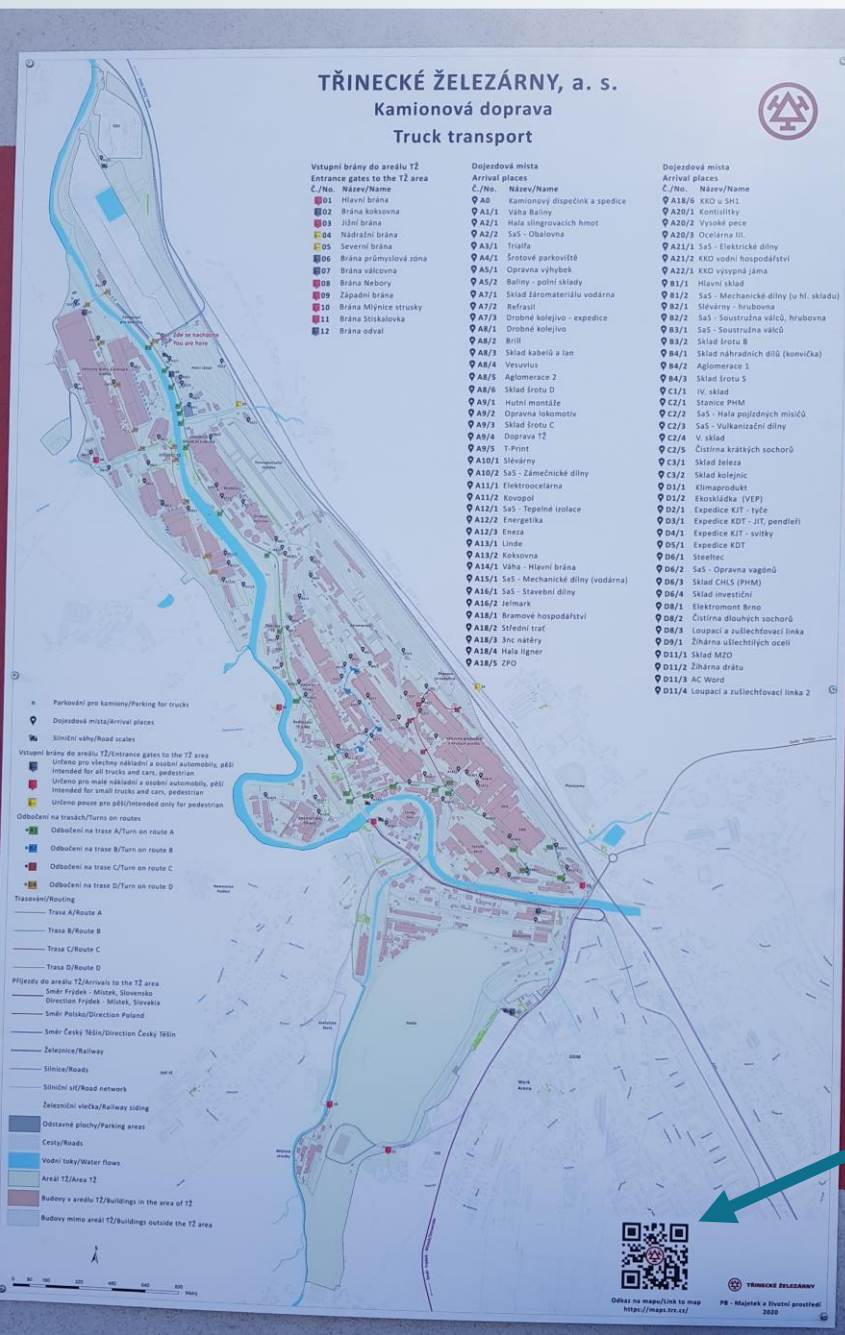 TŘINECKÉ ŽELEZÁRNY, a. s.
Kamionová doprava
Truck transport
Vstupní brány do areálu TŽ
Entrance gates to the TŽ area
Č./No. Název/Name
01 Hlavní brána
02 Brána koksovna
03 Jižní brána
04 Nádražní brána
05 Severní brána
06 Brána průmyslová zóna
07 Brána válcovna
08 Brána Nebory
09 Západní brána
10 Brána Mlýnice strusky
11 Brána Stiskalovka
12 Brána odval
Dojezdová místa
Arrival places
Č./No. Název/Name
A0 Kamionový dispečink a spedice
A1/1 Váha Baliny
A2/1 Hala slingrovacích hmot
A2/2 SaS - Obalovna
A3/1 Trialfa
A4/1 Šrotové parkoviště
A5/1 Opravna výhybek
A5/2 Baliny - polní sklady
A7/1 Sklad žáromateriálu vodárna
A7/2 Refrasil
A7/3 Drobné kolejivo - expedice
A8/1 Drobné kolejivo
A8/2 Brill
A8/3 Sklad kabelů a lan
A8/4 Vesuvius
A8/5 Aglomerace 2
A8/6 Sklad šrotu D
A9/1 Hutní montáže
A9/2 Opravna lokomotiv
A9/3 Sklad šrotu C
A9/4 Doprava TŽ
A9/5 T-Print
A10/1 Slévárny
A10/2 SaS - Zámečnické dílny
A11/1 Elektroocelárna
A11/2 Kovopol
A12/1 SaS - Tepelné izolace
A12/2 Energetika
A12/3 Eneza
A13/1 Linde
A13/2 Koksovna
A14/1 Váha - Hlavní brána
A15/1 SaS - Mechanické dílny (vodárna)
A16/1 SaS - Stavební dílny
A16/2 Jelmark
A18/1 Bramové hospodářství
A18/2 Střední trať
A18/3 3nc nátěry
A18/4 Hala Ilgner
A18/5 ZPO
Dojezdová místa
Arrival places
Č./No. Název/Name
A18/6 KKO u SH1
A20/1 Kontislitky
A20/2 Vysoké pece
A20/3 Ocelárna III.
A21/1 SaS - Elektrické dílny
A21/2 KKO vodní hospodářství
A22/1 KKO výsypná jáma
B1/1 Hlavní sklad
B1/2 SaS - Mechanické dílny (u hl. skladu)
B2/1 Slévárny - hrubovna
B2/2 SaS - Soustružna válců, hrubovna
B3/1 SaS - Soustružna válců
B3/2 Sklad šrotu B
B4/1 Sklad náhradních dílů (konvička)
B4/2 Aglomerace 1
B4/3 Sklad šrotu S
C1/1 IV. sklad
C2/1 Stanice PHM
C2/2 SaS - Hala pojízdných mísičů
C2/3 SaS - Vulkanizační dílny
C2/4 V. sklad
C2/5 Čistírna krátkých sochorů
C3/1 Sklad železa
C3/2 Sklad kolejnic
D1/1 Klimaprodukt
D1/2 Ekoskládka (VEP)
D2/1 Expedice KJT - tyče
D3/1 Expedice KDT - JIT, pendleři
D4/1 Expedice KJT - svitky
D5/1 Expedice KDT
D6/1 Steeltec
D6/2 SaS - Opravna vagónů
D6/3 Sklad CHLS (PHM)
D6/4 Sklad investiční
D8/1 Elektromont Brno
D8/2 Čistírna dlouhých sochorů
D8/3 Loupací a zušlechťovací linka
D9/1 Žíhárna ušlechtilých ocelí
D11/1 Sklad MZO
D11/2 Žíhárna drátu
D11/3 AC Word
D11/4 Loupací a zušlechťovací linka 2
Zde se nacházíte
You are here
Parkování pro kamiony/Parking for trucks
Dojezdová místa/Arrival places
Silniční váhy/Road scales
Vstupní brány do areálu TŽ/Entrance gates to the TŽ area
Určeno pro všechny nákladní a osobní automobily, pěší
Intended for all trucks and cars, pedestrian
Určeno pro malé nákladní a osobní automobily, pěší
Intended for small trucks and cars, pedestrian
Určeno pouze pro pěší/Intended only for pedestrian
Odbočení na trasách/Turns on routes
Odbočení na trase A/Turn on route A
Odbočení na trase B/Turn on route B
Odbočení na trase C/Turn on route C
Odbočení na trase D/Turn on route D
Trasování/Routing
Trasa A/Route A
Trasa B/Route B
Trasa C/Route C
Trasa D/Route D
Příjezdy do areálu TŽ/Arrivals to the TŽ area
Směr Frýdek - Místek, Slovensko
Direction Frýdek - Místek, Slovakia
Směr Polsko/Direction Poland
Směr Český Těšín/Direction Český Těšín
Železnice/Railway
Silnice/Roads
Silniční síť/Road network
Železniční vlečka/Railway siding
Odstavné plochy/Parking areas
Cesty/Roads
Vodní toky/Water flows
Areál TŽ/Area TŽ
Budovy v areálu TŽ/Buildings in the area of TŽ
Budovy mimo areál TŽ/Buildings outside the TŽ area
Werk
Arena
Odkaz na mapu/Link to map
https://maps.trz.cz/
TŘINECKÉ ŽELEZÁRNY
PB - Majetek a životní prostředí
2020